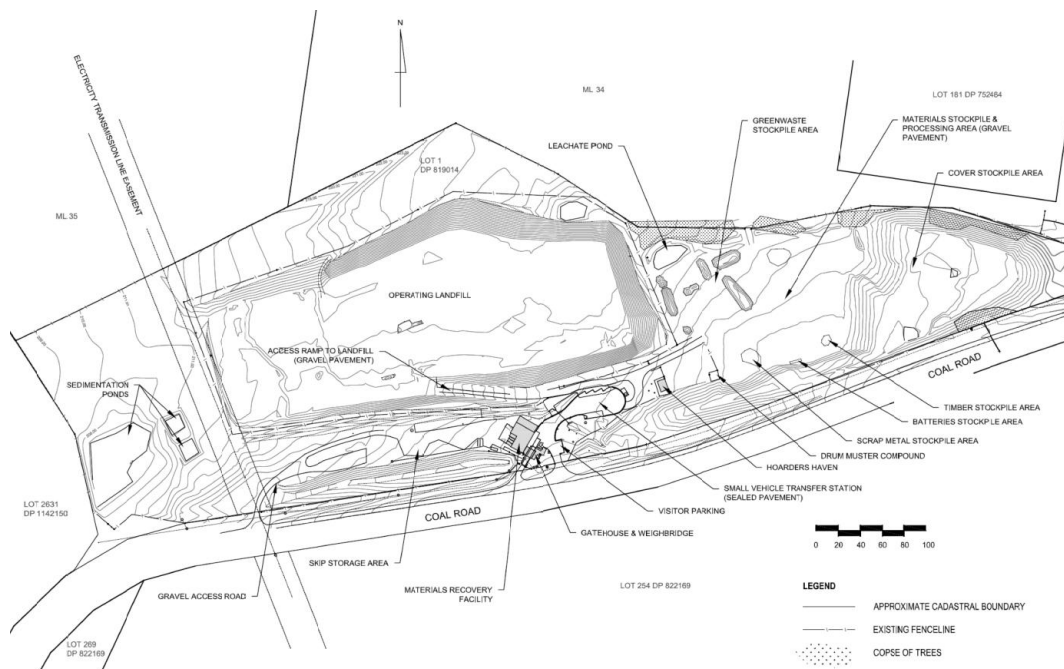 N
ELECTRICITY TRANSMISSION LINE EASEMENT
ML 34
LOT 181 DP 752484
GREENWASTE
STOCKPILE AREA
MATERIALS STOCKPILE &
PROCESSING AREA (GRAVEL
PAVEMENT)
LEACHATE POND
LOT 1
DP 819014
COVER STOCKPILE AREA
ML 35
OPERATING LANDFILL
ACCESS RAMP TO LANDFILL
(GRAVEL PAVEMENT)
COAL ROAD
SEDIMENTATION
PONDS
TIMBER STOCKPILE AREA
BATTERIES STOCKPILE AREA
SCRAP METAL STOCKPILE AREA
DRUM MUSTER COMPOUND
HOARDERS HAVEN
SMALL VEHICLE TRANSFER STATION
(SEALED PAVEMENT)
LOT 2631
DP 1142150
COAL ROAD
VISITOR PARKING
GATEHOUSE & WEIGHBRIDGE
0 20 40 60 80 100
SKIP STORAGE AREA
LOT 254 DP 822169
MATERIALS RECOVERY
FACILITY
GRAVEL ACCESS ROAD
LEGEND
APPROXIMATE CADASTRAL BOUNDARY
EXISTING FENCELINE
LOT 269
DP 822169
COPSE OF TREES